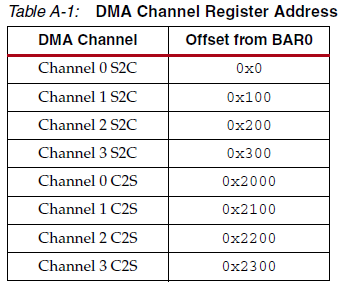 Table A-1: DMA Channel Register Address
DMA Channel Offset from BAR0
Channel 0 S2C 0x0
Channel 1 S2C 0x100
Channel 2 S2C 0x200
Channel 3 S2C 0x300
Channel 0 C2S 0x2000
Channel 1 C2S 0x2100
Channel 2 C2S 0x2200
Channel 3 C2S 0x2300